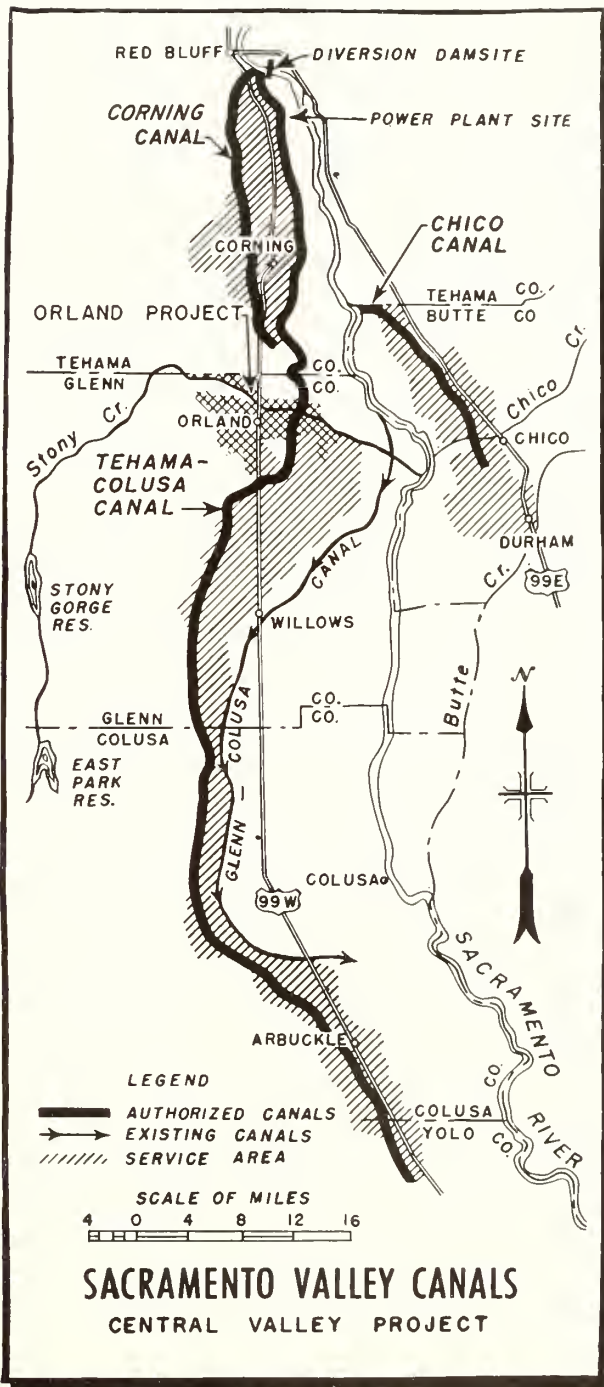 RED BLUFF
DIVERSION DAMSITE
CORNING
CANAL
POWER PLANT SITE
CHICO
CANAL
CORNING
TEHAMA CO.
BUTTE CO
ORLAND PROJECT
TEHAMA CO.
GLENN CO.
Stony Cr.
Chico Cr.
ORLAND
CHICO
TEHAMA-
COLUSA
CANAL
DURHAM
CANAL
Cr.
99E
STONY
GORGE
RES.
WILLOWS
N
Butte
GLENN CO.
COLUSA CO.
GLENN - COLUSA
EAST
PARK
RES.
COLUSA
99W
SACRAMENTO
RIVER
ARBUCKLE
COLUSA CO.
YOLO CO.
LEGEND
AUTHORIZED CANALS
EXISTING CANALS
SERVICE AREA
SCALE OF MILES
4 0 4 8 12 16
SACRAMENTO VALLEY CANALS
CENTRAL VALLEY PROJECT